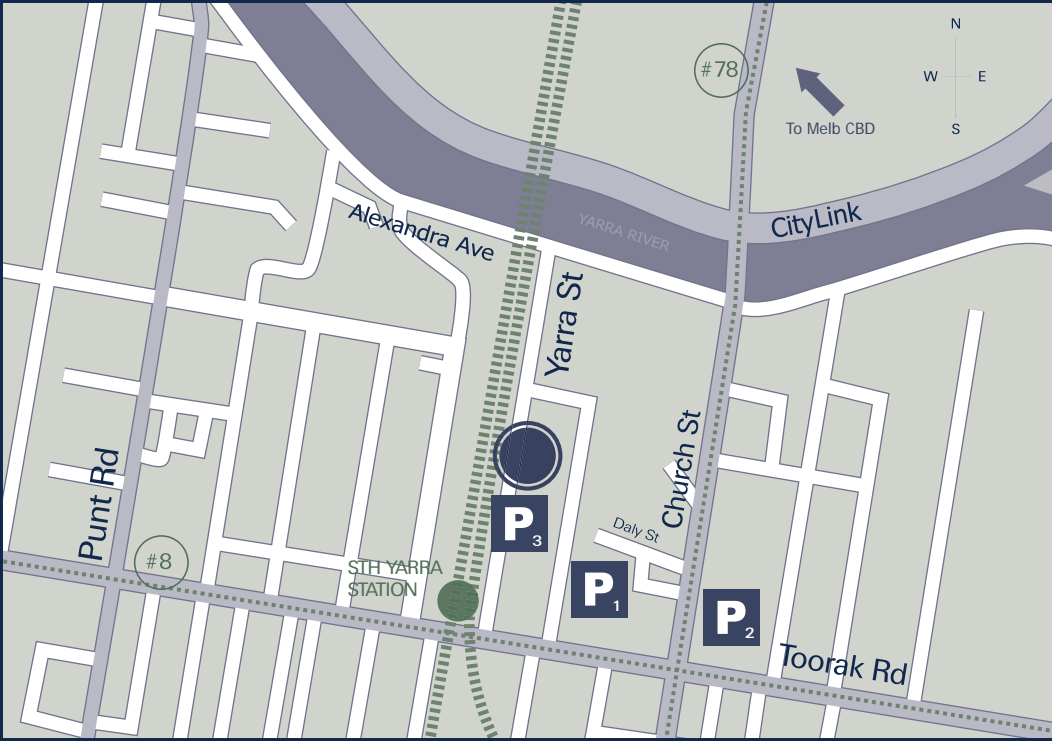 N
W E
S
#78
To Melb CBD
Alexandra Ave
YARRA RIVER
CityLink
Yarra St
Church St
Punt Rd
P3
Daly St
#8
STH YARRA
STATION
P1
P2
Toorak Rd